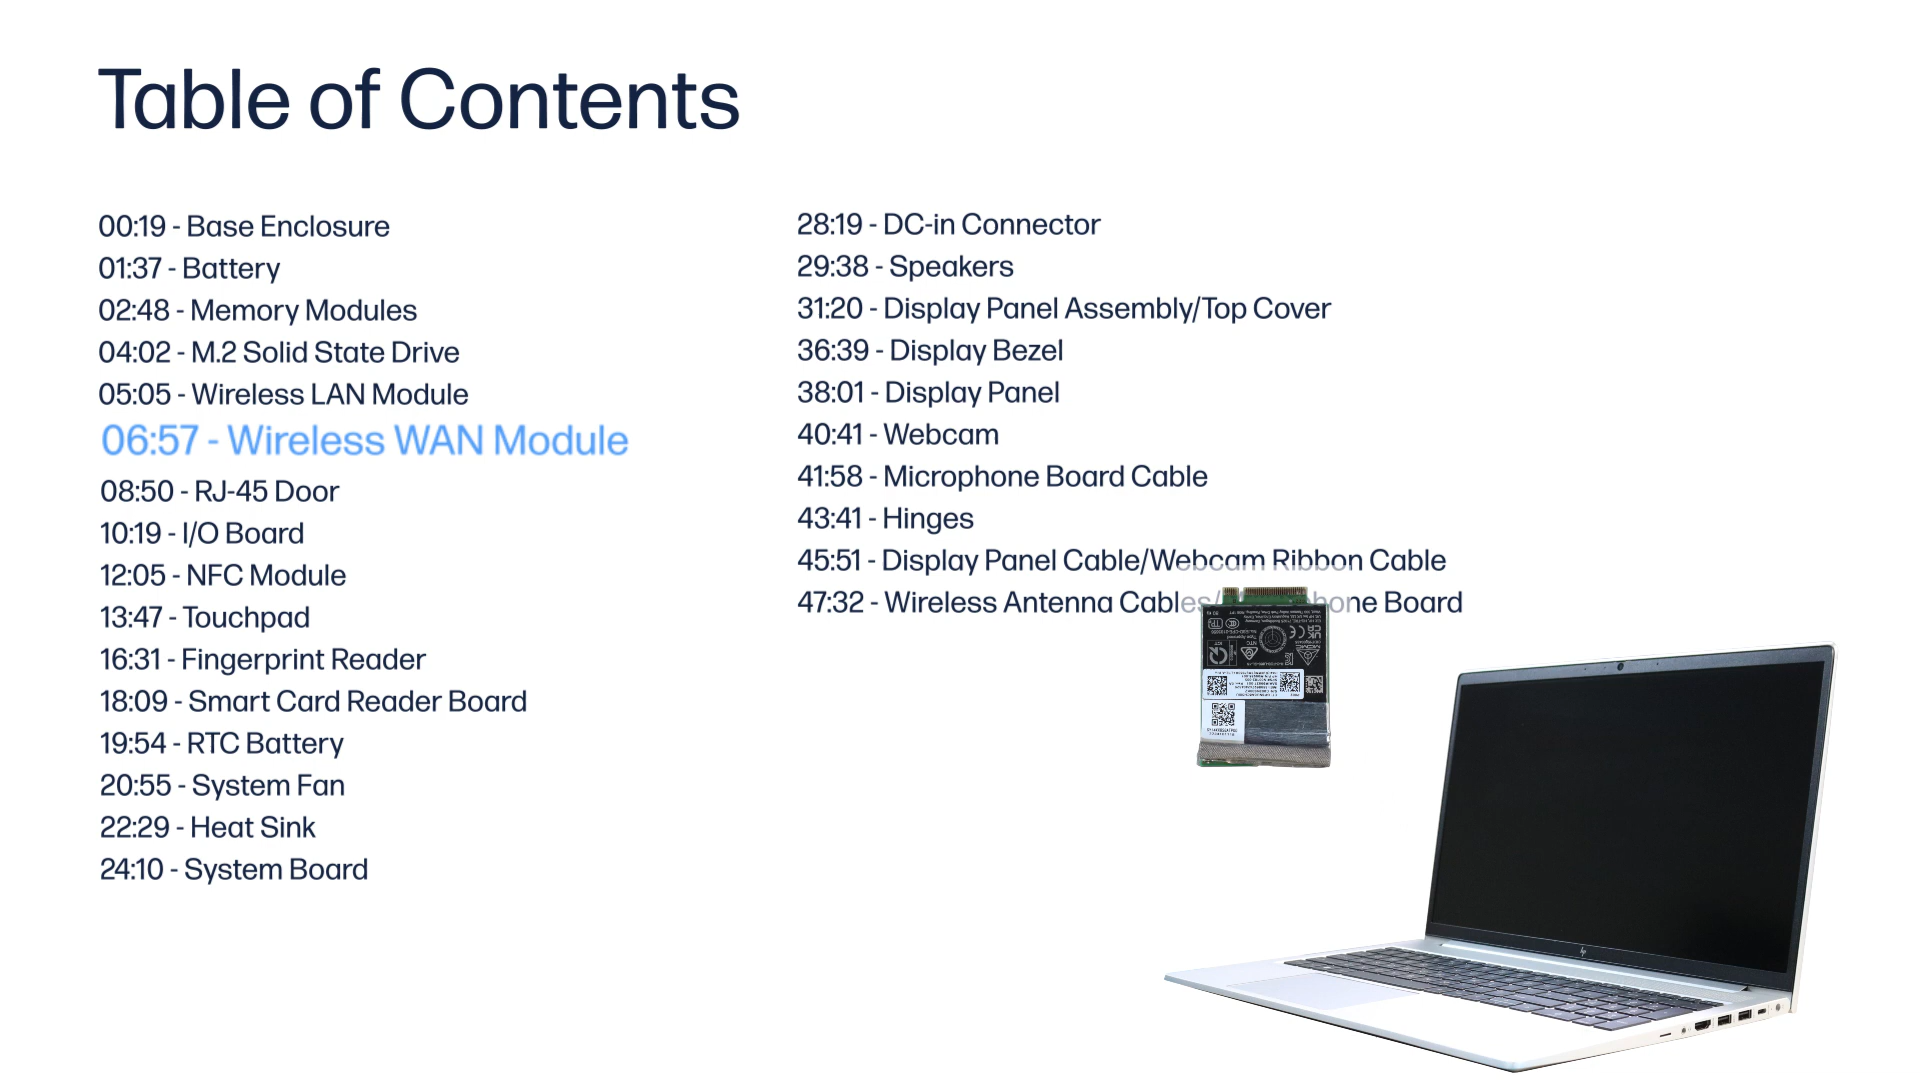 Table of Contents
00:19 - Base Enclosure
01:37 - Battery
02:48 - Memory Modules
04:02 - M.2 Solid State Drive
05:05 - Wireless LAN Module
06:57 - Wireless WAN Module
08:50 - RJ-45 Door
10:19 - I/O Board
12:05 - NFC Module
13:47 - Touchpad
16:31 - Fingerprint Reader
18:09 - Smart Card Reader Board
19:54 - RTC Battery
20:55 - System Fan
22:29 - Heat Sink
24:10 - System Board
28:19 - DC-in Connector
29:38 - Speakers
31:20 - Display Panel Assembly/Top Cover
36:39 - Display Bezel
38:01 - Display Panel
40:41 - Webcam
41:58 - Microphone Board Cable
43:41 - Hinges
45:51 - Display Panel Cable/Webcam Ribbon Cable
47:32 - Wireless Antenna Cables/Microphone Board
hp